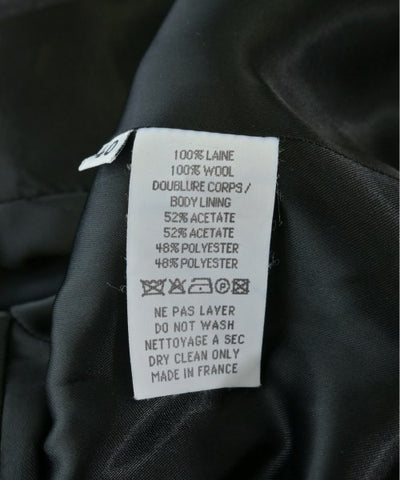 100% LAINE
100% WOOL
DOUBLURE CORPS/
BODY LINING
52% ACETATE
52% ACETATE
48% POLYESTER
48% POLYESTER
NE PAS LAVER
DO NOT WASH
NETTOYAGE A SEC
DRY CLEAN ONLY
MADE IN FRANCE